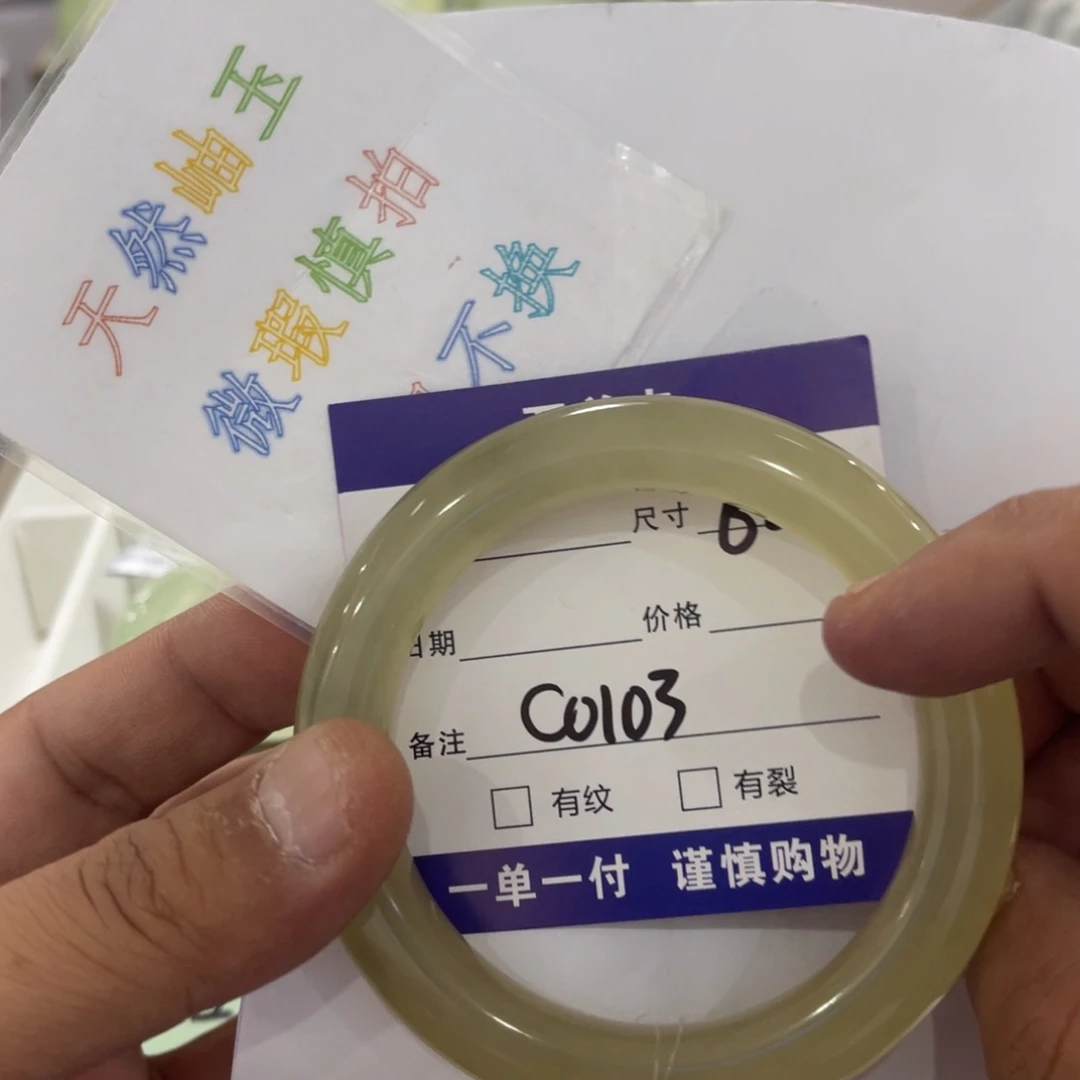 天然岫玉
微瑕慎拍
不换
尺寸
日期 价格
备注 C0103
有纹 有裂
一单一付 谨慎购物